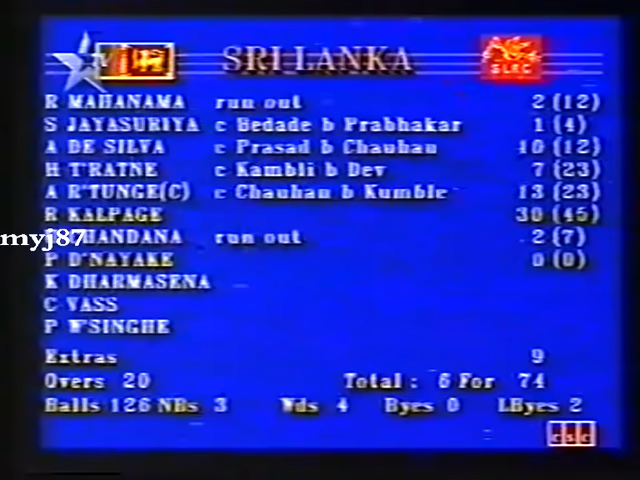 SRI LANKA
SLEC
R MAHANAMA run out 2 (12)
S JAYASURIYA c Bedade b Prabhakar 1 (4)
A DE SILVA c Prasad b Chauhan 10 (12)
H T'RATNE c Kambli b Dev 7 (23)
A R'TUNGE(C) c Chauhan b Kumble 13 (23)
R KALPAGE 30 (45)
myj87
CHANDANA run out 2 (7)
P D'NAYAKE 0 (0)
K DHARMASENA
C VASS
P W'SINGHE
Extras 9
Overs 20 Total : 6 For 74
Balls 126 NBs 3 Wds 4 Byes 0 LByes 2
csc